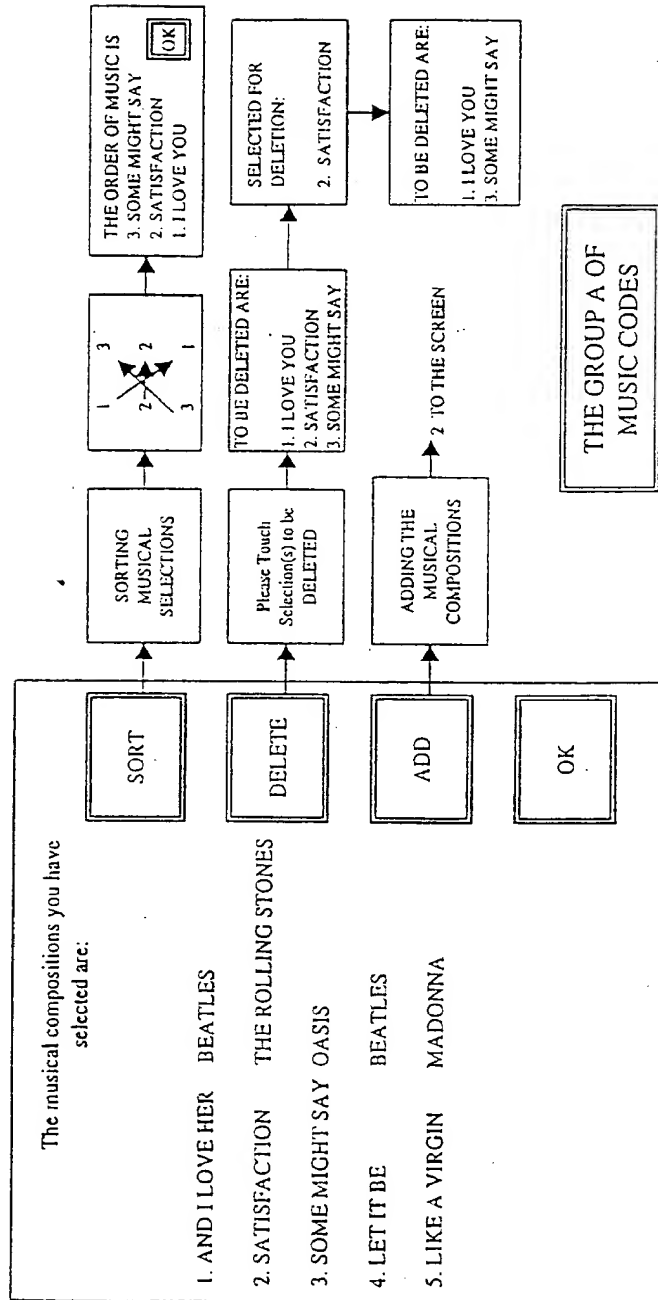 The musical compositions you have
selected are:
1. AND I LOVE HER BEATLES
2. SATISFACTION THE ROLLING STONES
3. SOME MIGHT SAY OASIS
4. LET IT BE BEATLES
5. LIKE A VIRGIN MADONNA
SORT
DELETE
ADD
OK
SORTING
MUSICAL
SELECTIONS
1 3
2 2
3 1
THE ORDER OF MUSIC IS
3. SOME MIGHT SAY
2. SATISFACTION
1. I LOVE YOU
OK
Please Touch
Selection(s) to be
DELETED
TO BE DELETED ARE:
1. I LOVE YOU
2. SATISFACTION
3. SOME MIGHT SAY
SELECTED FOR
DELETION:
2. SATISFACTION
TO BE DELETED ARE:
1. I LOVE YOU
3. SOME MIGHT SAY
ADDING THE
MUSICAL
COMPOSITIONS
2 TO THE SCREEN
THE GROUP A OF
MUSIC CODES